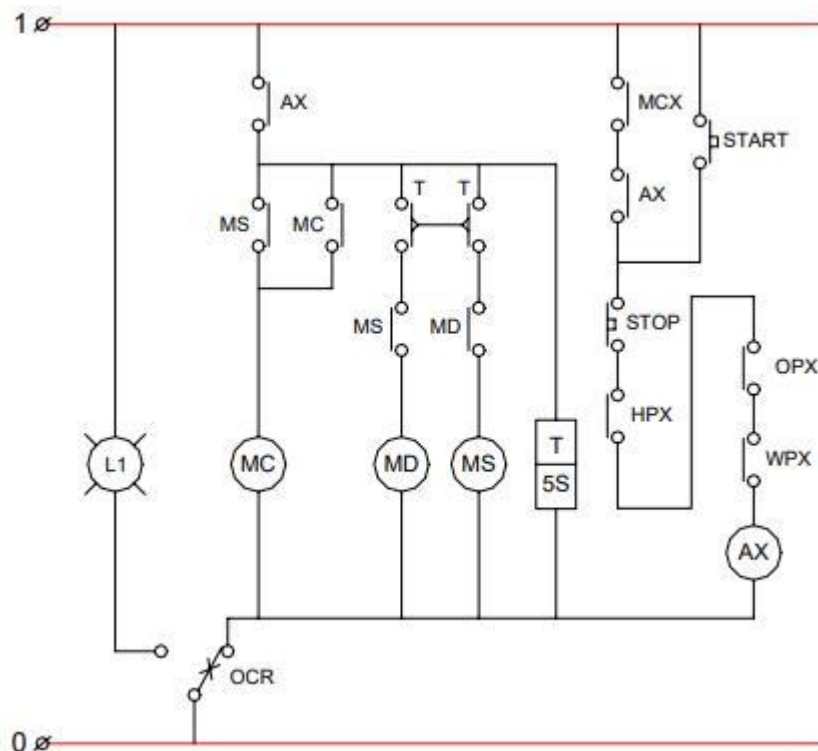 1
AX
MCX
START
T T
AX
MS MC
MS MD
STOP
OPX
HPX
WPX
L1 MC MD MS T
5S
AX
OCR
0